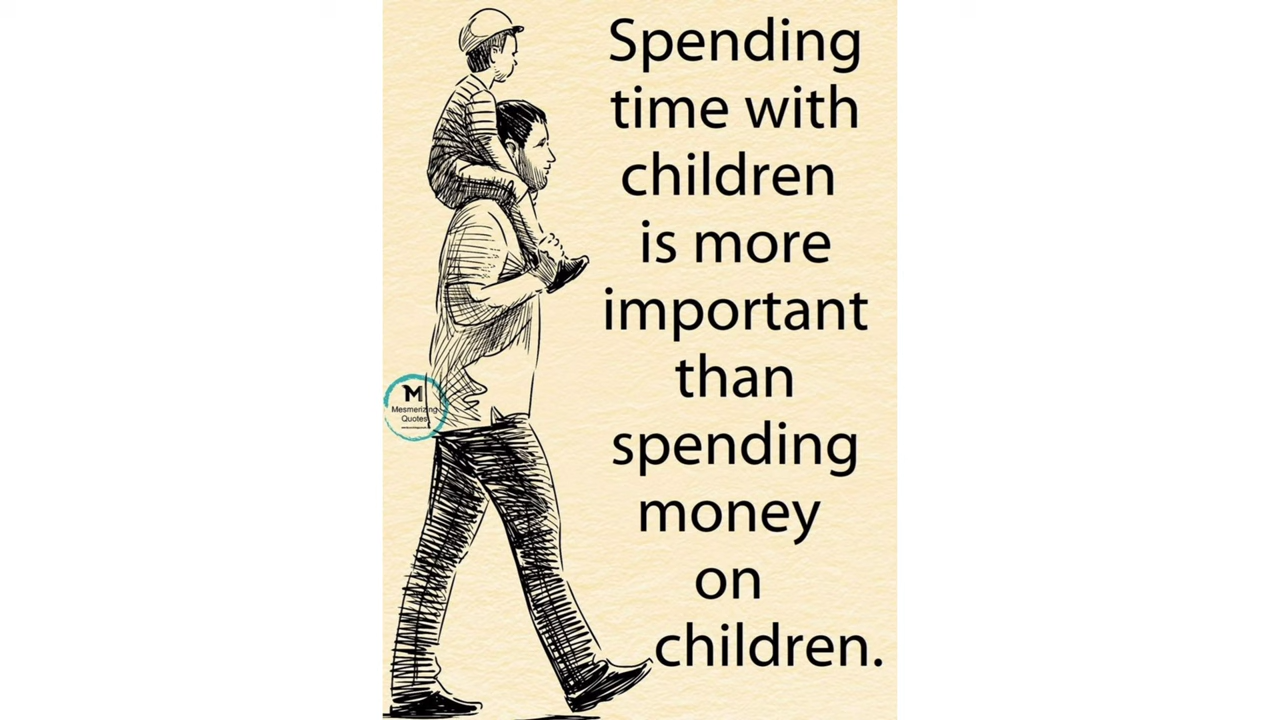 Spending
time with
children
is more
important
than
spending
money
on
children.
M
Mesmerizing
Quotes